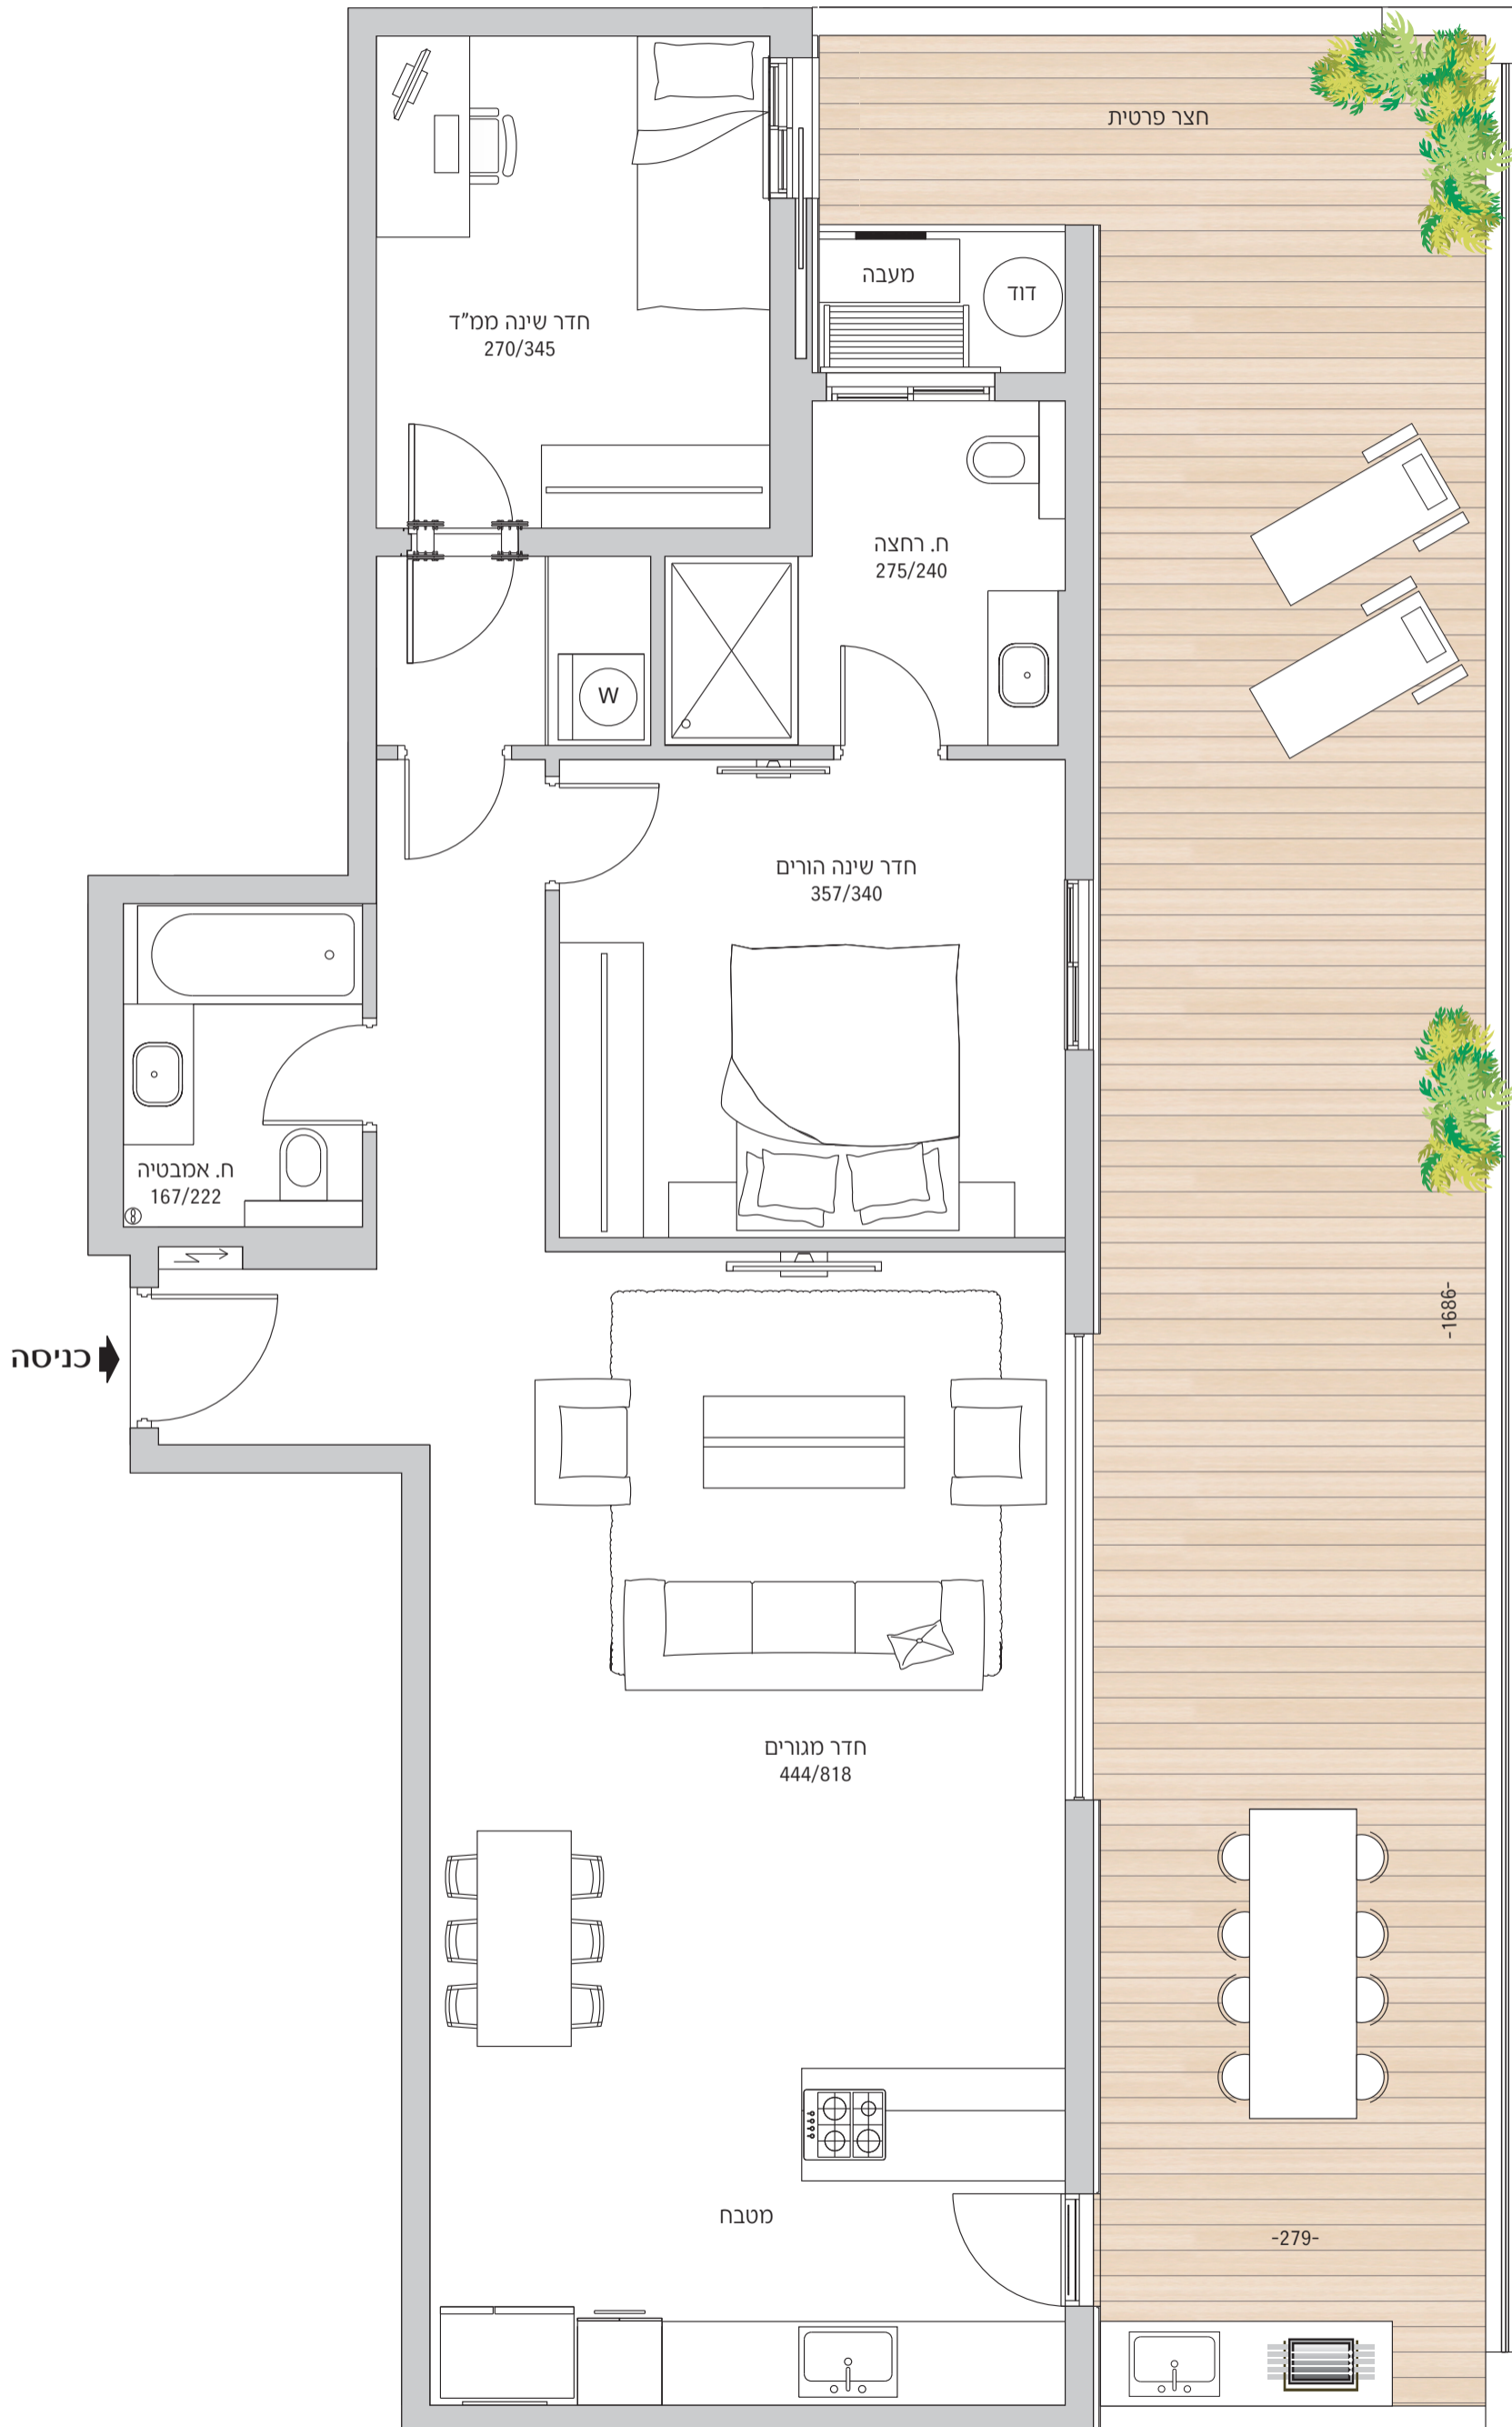 חצר פרטית
מעבה
דוד
חדר שינה ממ"ד
270/345
ח. רחצה
275/240
W
חדר שינה הורים
357/340
ח. אמבטיה
167/222
-1686-
כניסה
חדר מגורים
444/818
מטבח
-279-